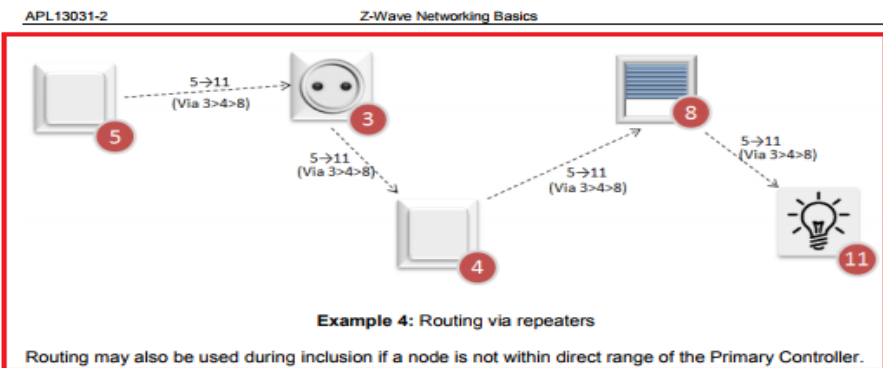 APL13031-2 Z-Wave Networking Basics
5→11
(Via 3>4>8)
5
3
5→11
(Via 3>4>8)
4
5→11
(Via 3>4>8)
8
5→11
(Via 3>4>8)
11
Example 4: Routing via repeaters
Routing may also be used during inclusion if a node is not within direct range of the Primary Controller.